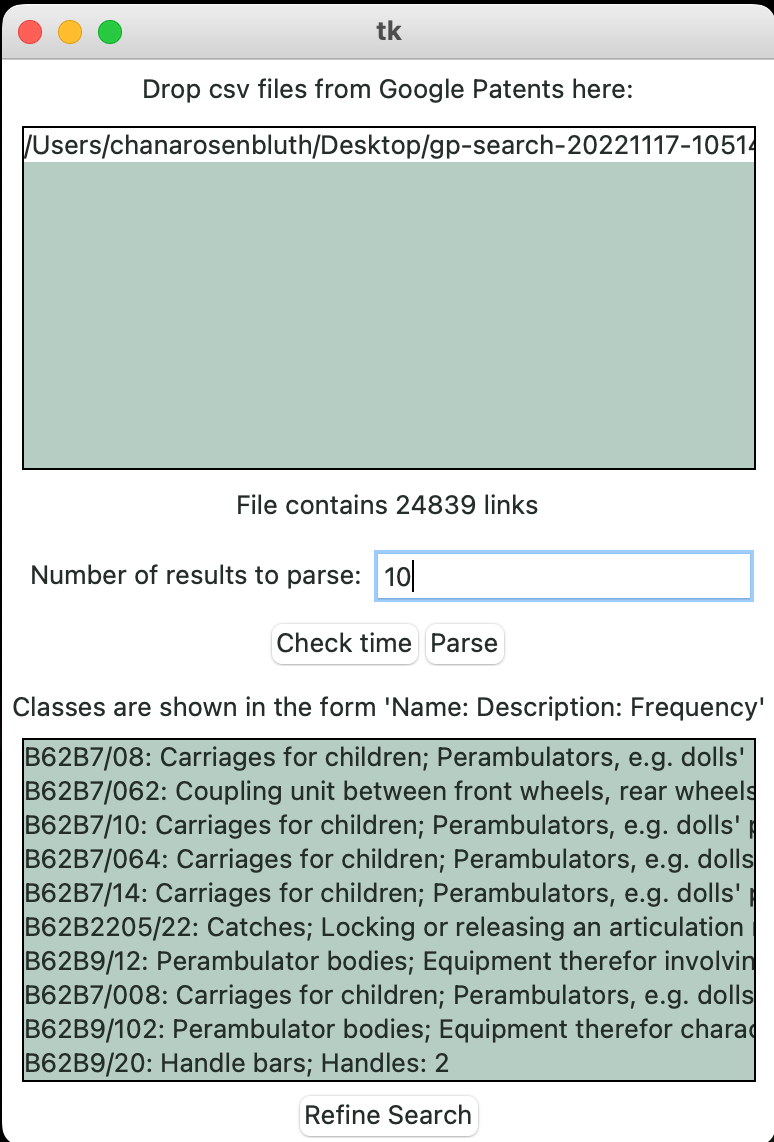 tk
Drop csv files from Google Patents here:
/Users/chanarosenbluth/Desktop/gp-search-20221117-10514
File contains 24839 links
Number of results to parse: 10
Check time Parse
Classes are shown in the form 'Name: Description: Frequency'
B62B7/08: Carriages for children; Perambulators, e.g. dolls'
B62B7/062: Coupling unit between front wheels, rear wheels
B62B7/10: Carriages for children; Perambulators, e.g. dolls'
B62B7/064: Carriages for children; Perambulators, e.g. dolls
B62B7/14: Carriages for children; Perambulators, e.g. dolls'
B62B2205/22: Catches; Locking or releasing an articulation
B62B9/12: Perambulator bodies; Equipment therefor involvin
B62B7/008: Carriages for children; Perambulators, e.g. dolls
B62B9/102: Perambulator bodies; Equipment therefor charac
B62B9/20: Handle bars; Handles: 2
Refine Search